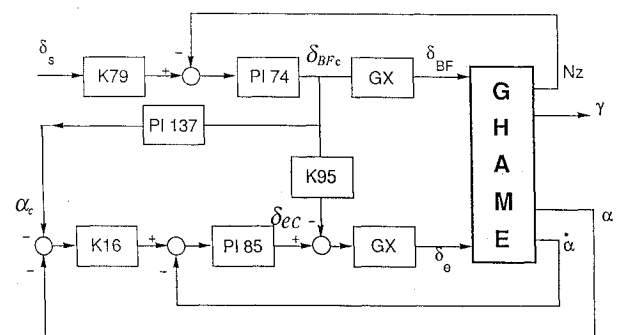 δs
K79
+
-
PI 74
δBFc
GX
δBF
Nz
γ
G
H
A
M
E
PI 137
K95
αc
-
-
K16
+
-
PI 85
δec
+
-
GX
δe
α
α̇